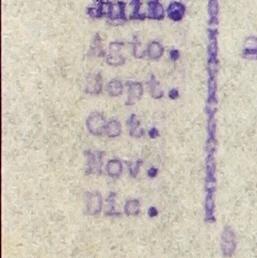 Julio
Agto.
Sept.
Oct.
Nov.
Dic.
$